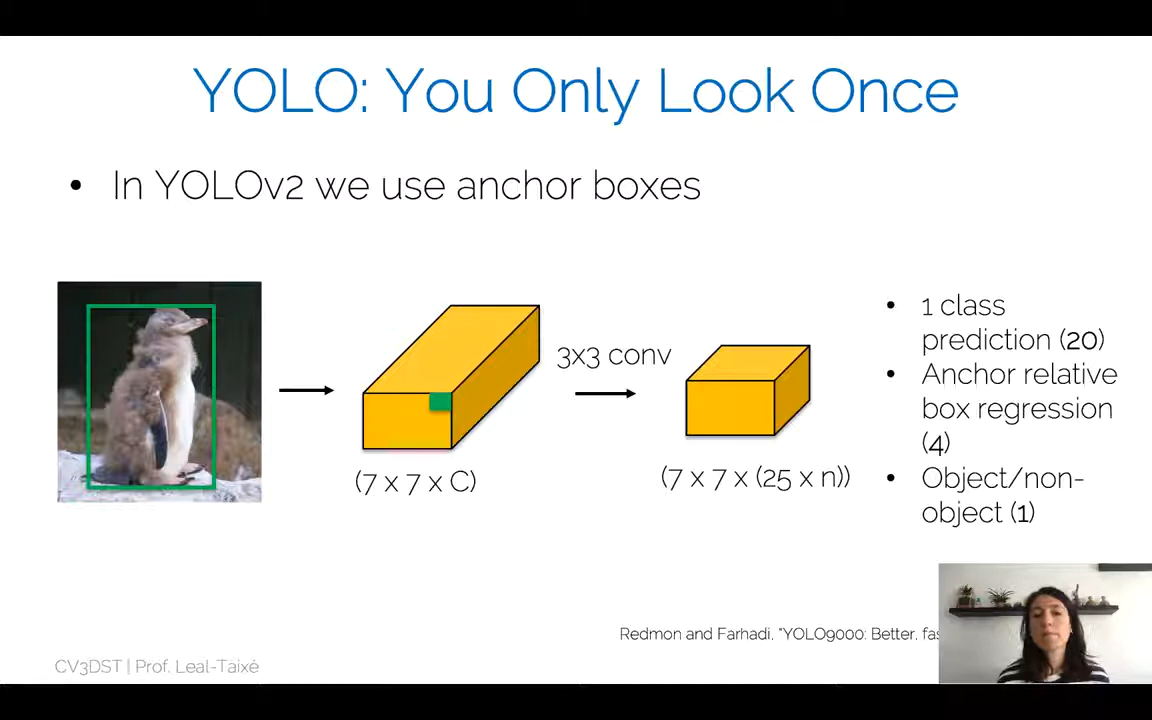 YOLO: You Only Look Once
• In YOLOv2 we use anchor boxes
3x3 conv
(7 x 7 x C)
(7 x 7 x (25 x n))
• 1 class
prediction (20)
• Anchor relative
box regression
(4)
• Object/non-
object (1)
Redmon and Farhadi. "YOLO9000: Better, fas
CV3DST | Prof. Leal-Taixé